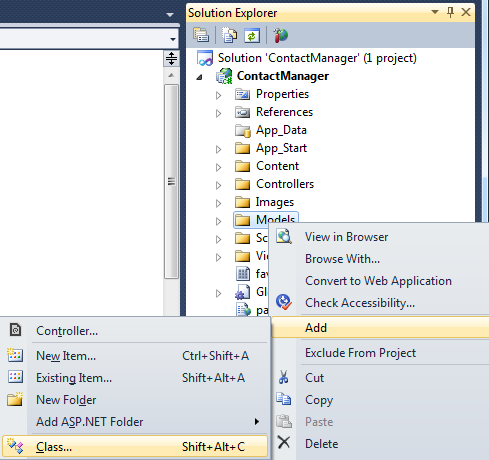 Solution Explorer
Solution 'ContactManager' (1 project)
ContactManager
Properties
References
App_Data
App_Start
Content
Controllers
Images
Models
Sc
Vie
fav
Gl
pa
View in Browser
Browse With...
Convert to Web Application
Check Accessibility...
Add
Exclude From Project
Cut
Copy
Paste
Delete
Controller...
New Item... Ctrl+Shift+A
Existing Item... Shift+Alt+A
New Folder
Add ASP.NET Folder
Class... Shift+Alt+C